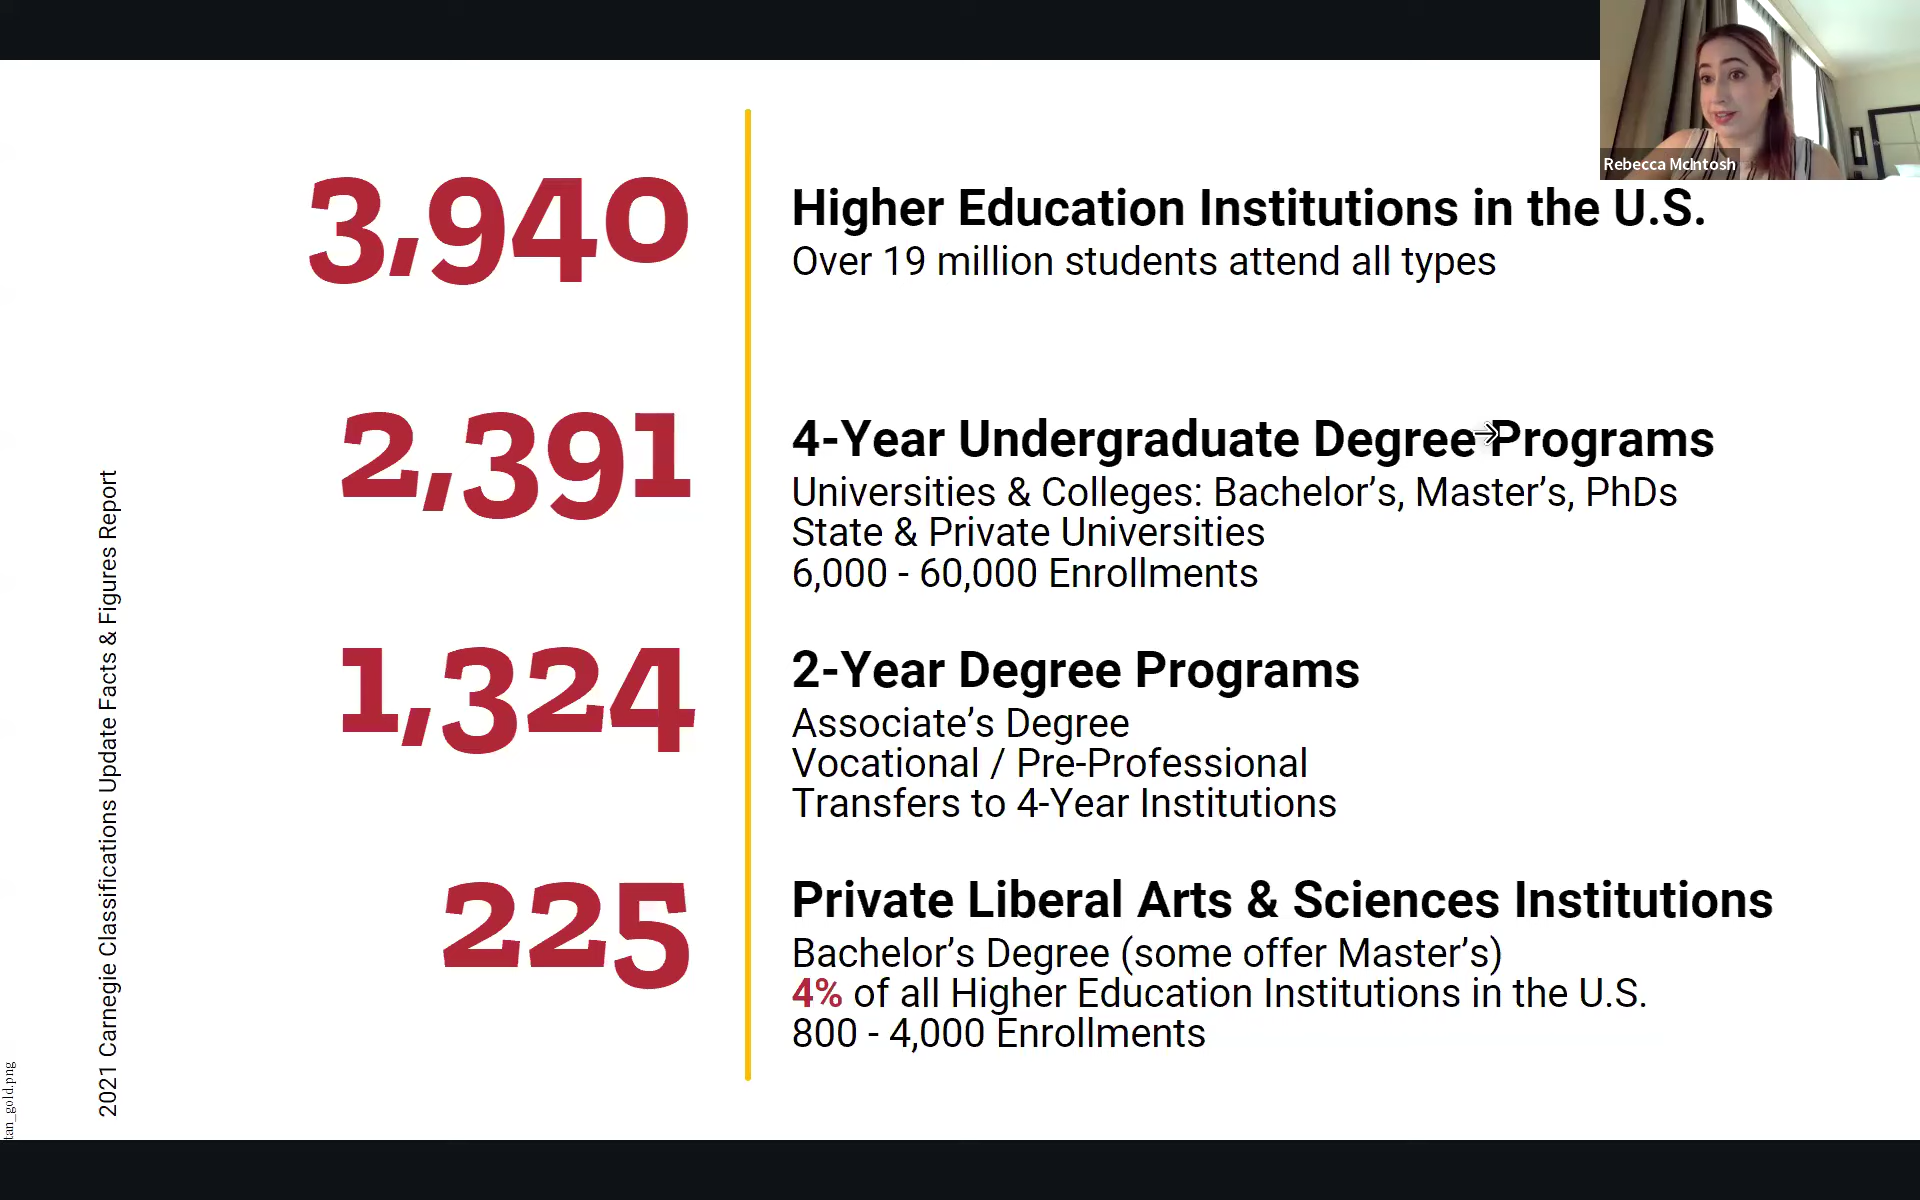 Rebecca McIntosh
3,940
Higher Education Institutions in the U.S.
Over 19 million students attend all types
2,391
4-Year Undergraduate Degree Programs
Universities & Colleges: Bachelor’s, Master’s, PhDs
State & Private Universities
6,000 - 60,000 Enrollments
1,324
2-Year Degree Programs
Associate’s Degree
Vocational / Pre-Professional
Transfers to 4-Year Institutions
225
Private Liberal Arts & Sciences Institutions
Bachelor’s Degree (some offer Master’s)
4% of all Higher Education Institutions in the U.S.
800 - 4,000 Enrollments
2021 Carnegie Classifications Update Facts & Figures Report
tan_gold.png